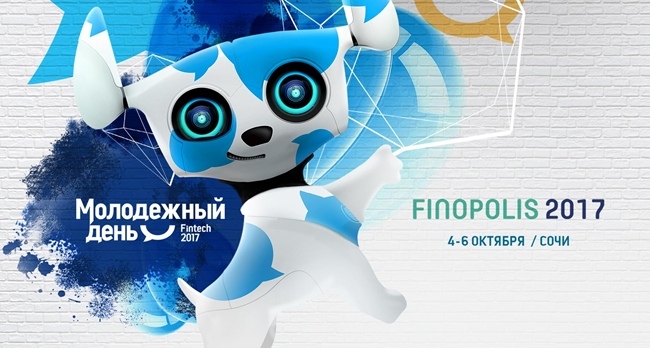 Молодежный
день
Fintech
2017
FINOPOLIS 2017
4-6 ОКТЯБРЯ / СОЧИ